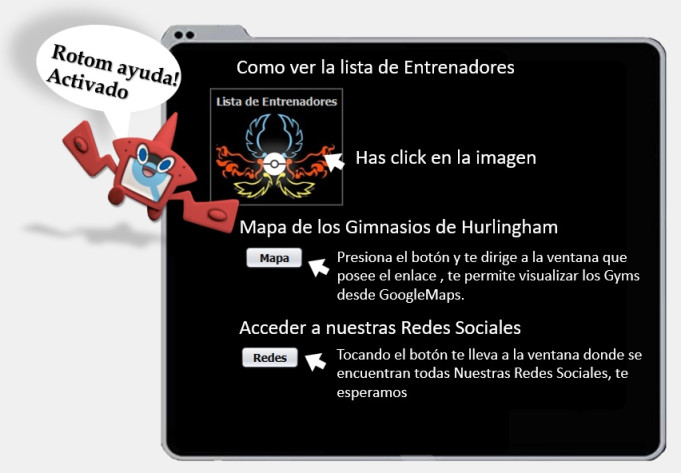 Rotom ayuda!
Activado
Como ver la lista de Entrenadores
Lista de Entrenadores
Has click en la imagen
Mapa de los Gimnasios de Hurlingham
Mapa
Presiona el botón y te dirige a la ventana que
posee el enlace , te permite visualizar los Gyms
desde GoogleMaps.
Acceder a nuestras Redes Sociales
Redes
Tocando el botón te lleva a la ventana donde se
encuentran todas Nuestras Redes Sociales, te
esperamos